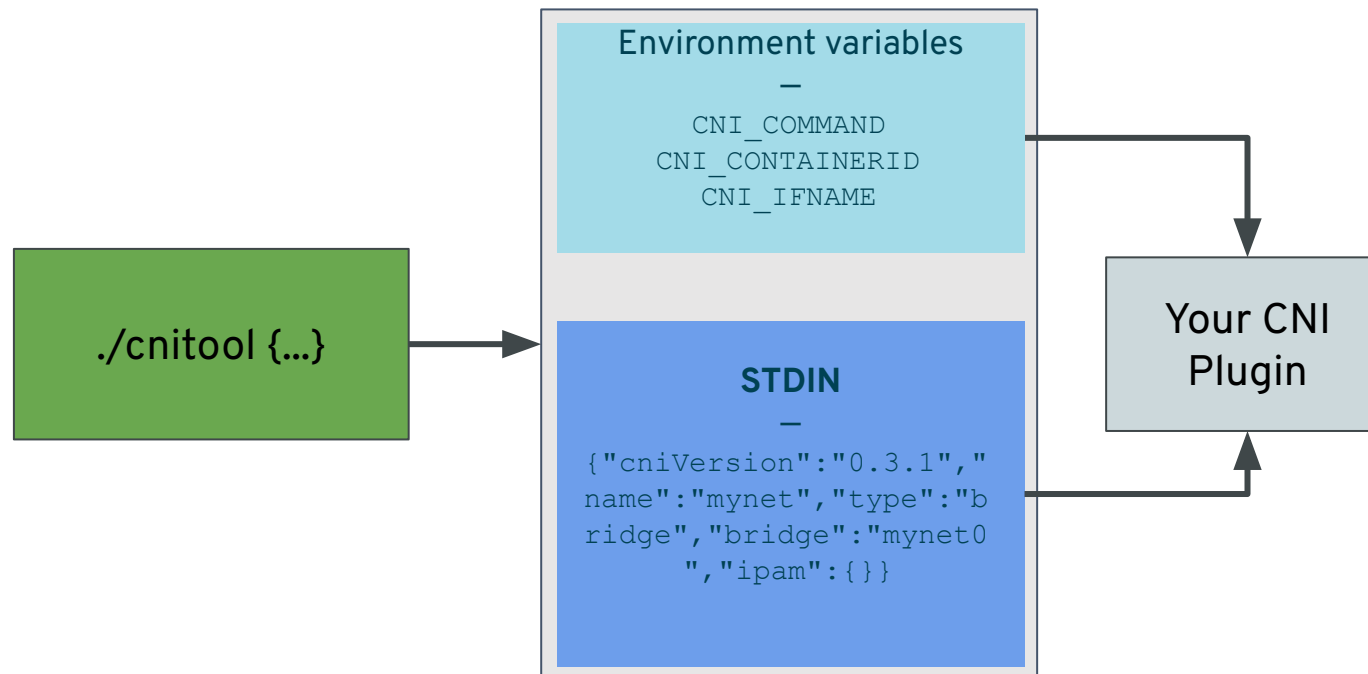 Environment variables
—
CNI_COMMAND
CNI_CONTAINERID
CNI_IFNAME
./cnitool {...}
Your CNI
Plugin
STDIN
—
{"cniVersion":"0.3.1","
name":"mynet","type":"b
ridge","bridge":"mynet0
","ipam":{}}